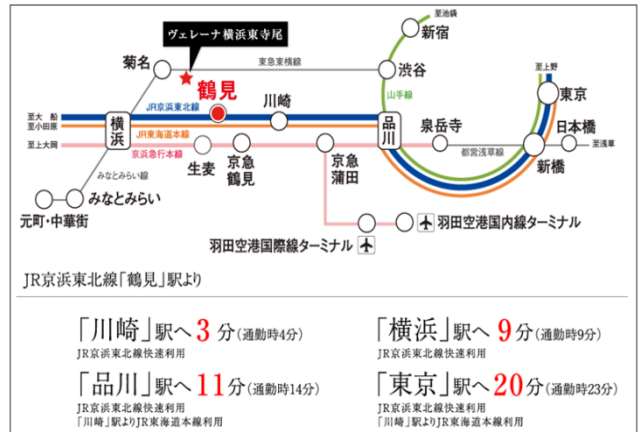 至池袋
新宿
ヴェレーナ横浜東寺尾
菊名
東急東横線
渋谷
至上野
山手線
鶴見
東京
JR京浜東北線
川崎
至大 船
至小田原
横浜
JR東海道本線
品川
泉岳寺
日本橋
至上大岡
京浜急行本線
都営浅草線
至浅草
生麦
京急
鶴見
京急
蒲田
新橋
みなとみらい線
みなとみらい
元町・中華街
羽田空港国内線ターミナル
羽田空港国際線ターミナル
JR京浜東北線「鶴見」駅より
「川崎」駅へ 3 分(通勤時4分)
JR京浜東北線快速利用
「横浜」駅へ 9 分(通勤時9分)
JR京浜東北線快速利用
「品川」駅へ 11 分(通勤時14分)
JR京浜東北線快速利用
「川崎」駅よりJR東海道本線利用
「東京」駅へ 20 分(通勤時23分)
JR京浜東北線快速利用
「川崎」駅よりJR東海道本線利用